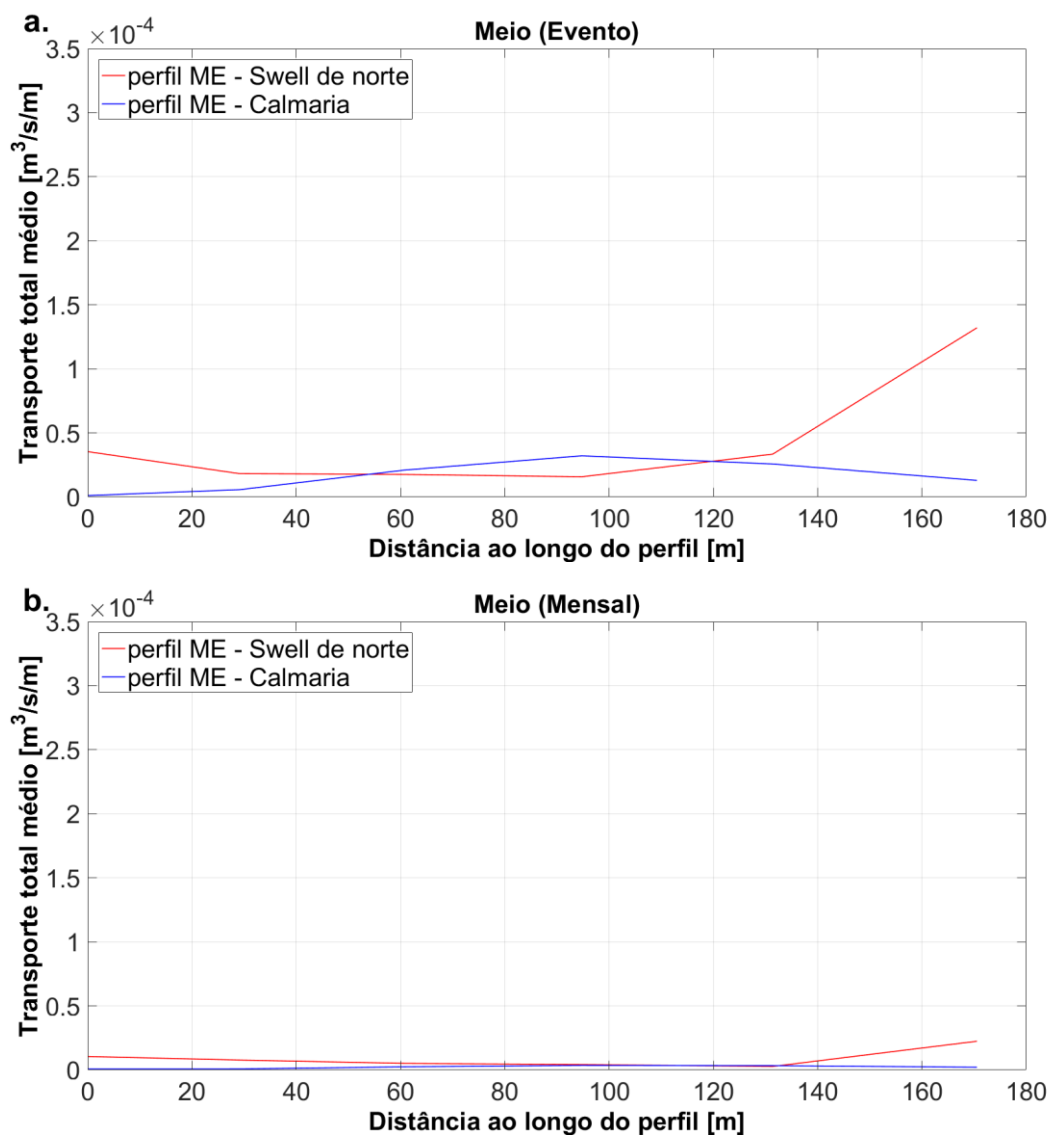 a.
×10⁻⁴
Meio (Evento)
3.5
3
2.5
2
1.5
1
0.5
0
perfil ME - Swell de norte
perfil ME - Calmaria
Transporte total médio [m³/s/m]
0 20 40 60 80 100 120 140 160 180
Distância ao longo do perfil [m]
b.
×10⁻⁴
Meio (Mensal)
3.5
3
2.5
2
1.5
1
0.5
0
perfil ME - Swell de norte
perfil ME - Calmaria
Transporte total médio [m³/s/m]
0 20 40 60 80 100 120 140 160 180
Distância ao longo do perfil [m]